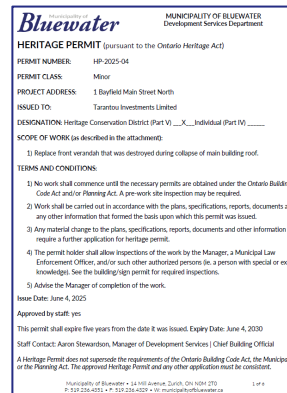 Municipality of
Bluewater
MUNICIPALITY OF BLUEWATER
Development Services Department
HERITAGE PERMIT (pursuant to the Ontario Heritage Act)
PERMIT NUMBER: HP-2025-04
PERMIT CLASS: Minor
PROJECT ADDRESS: 1 Bayfield Main Street North
ISSUED TO: Tarantou Investments Limited
DESIGNATION: Heritage Conservation District (Part V) ___X___Individual (Part IV) _____
SCOPE OF WORK (as described in the attachment):
1) Replace front verandah that was destroyed during collapse of main building roof.
TERMS AND CONDITIONS:
1) No work shall commence until the necessary permits are obtained under the Ontario Building
Code Act and/or Planning Act. A pre-work site inspection may be required.
2) Work shall be carried out in accordance with the plans, specifications, reports, documents a
any other information that formed the basis upon which this permit was issued.
3) Any material change to the plans, specifications, reports, documents and other information
require a further application for heritage permit.
4) The permit holder shall allow inspections of the work by the Manager, a Municipal Law
Enforcement Officer, and/or such other authorized persons (ie. a person with special or ex
knowledge). See the building/sign permit for required inspections.
5) Advise the Manager of completion of the work.
Issue Date: June 4, 2025
Approved by staff: yes
This permit shall expire five years from the date it was issued. Expiry Date: June 4, 2030
Staff Contact: Aaron Stewardson, Manager of Development Services | Chief Building Official
A Heritage Permit does not supersede the requirements of the Ontario Building Code Act, the Municipa
or the Planning Act. The approved Heritage Permit and any other application must be consistent.
Municipality of Bluewater • 14 Mill Avenue, Zurich, ON N0M 2T0
1 of 6
P: 519.236.4351 • F: 519.236.4329 • W: municipalityofbluewater.ca